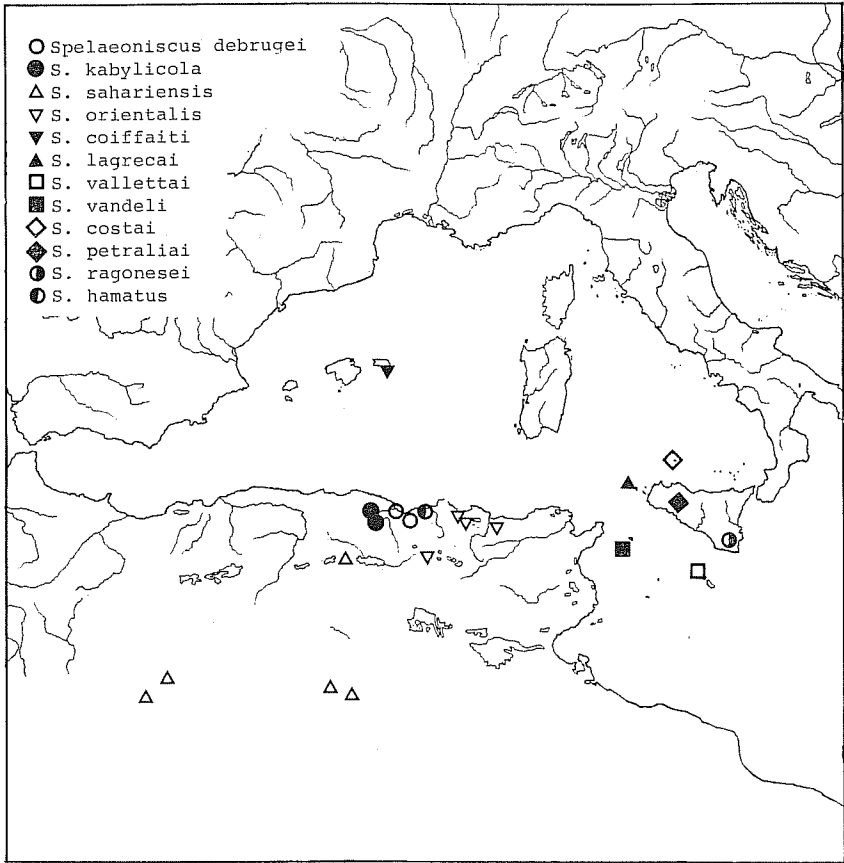 Spelaeoniscus debrugei
S. kabylicola
S. sahariensis
S. orientalis
S. coiffaiti
S. lagrecai
S. vallettai
S. vandeli
S. costai
S. petraliai
S. ragonesei
S. hamatus